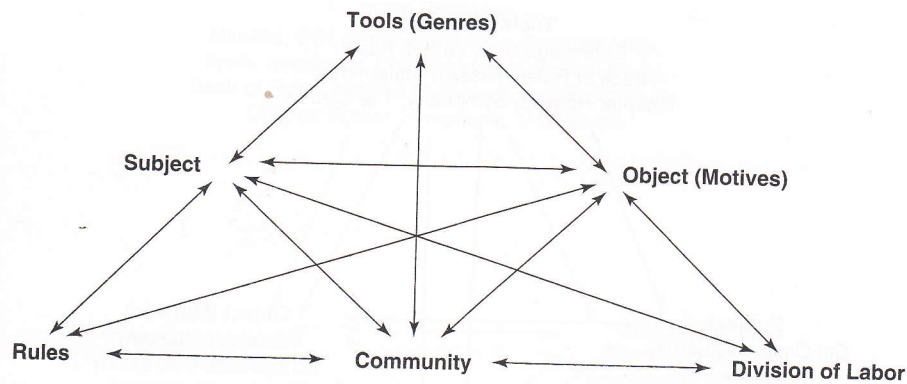 Tools (Genres)
Subject
Object (Motives)
Rules
Community
Division of Labor